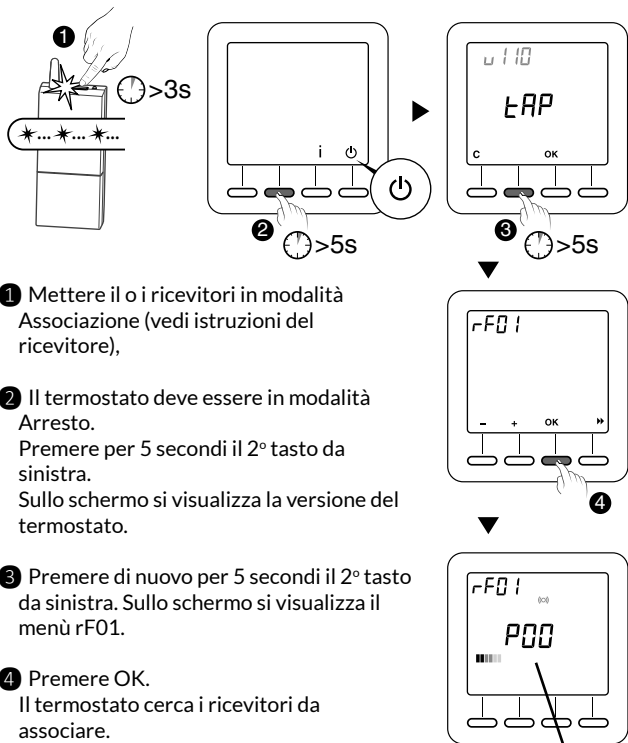 1
>3s
*...*...*...
i
2
>5s
u110
tAP
C OK
3
>5s
1 Mettere il o i ricevitori in modalità
Associazione (vedi istruzioni del
ricevitore),
2 Il termostato deve essere in modalità
Arresto.
Premere per 5 secondi il 2° tasto da
sinistra.
Sullo schermo si visualizza la versione del
termostato.
3 Premere di nuovo per 5 secondi il 2° tasto
da sinistra. Sullo schermo si visualizza il
menù rF01.
4 Premere OK.
Il termostato cerca i ricevitori da
associare.
rF01
- + OK
4
rF01
P00